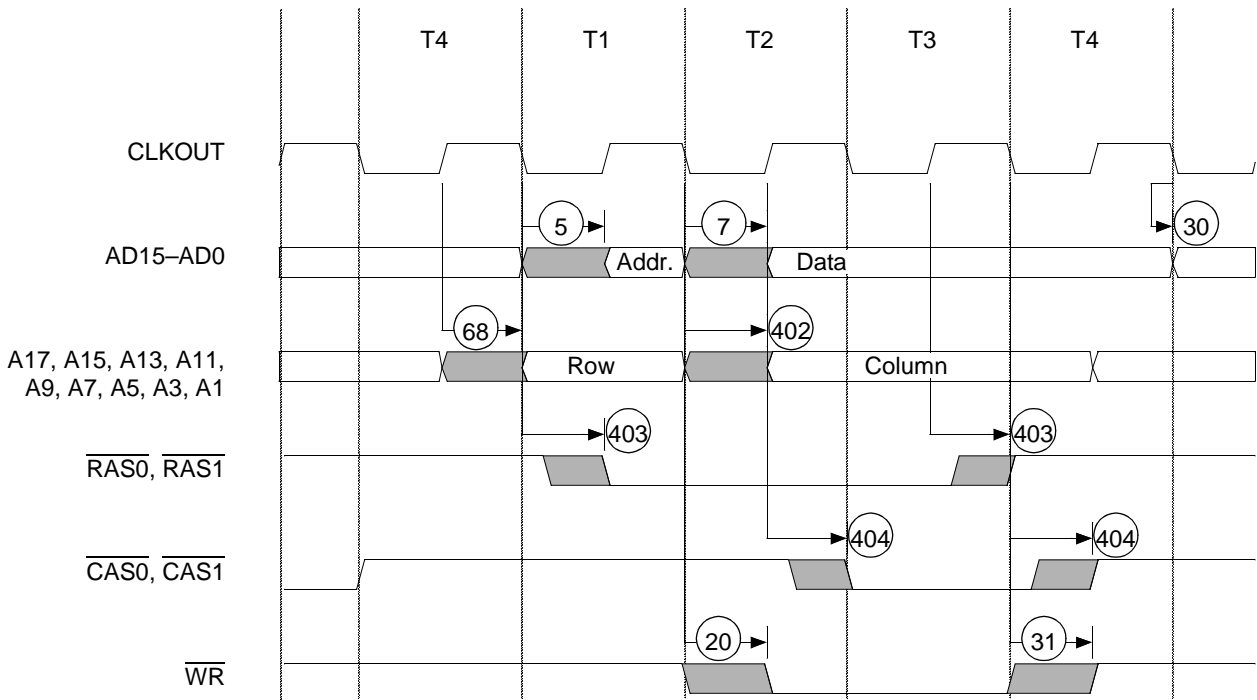 T4 T1 T2 T3 T4
CLKOUT
5 7 30
AD15–AD0 Addr. Data
68 402
A17, A15, A13, A11, Row Column
A9, A7, A5, A3, A1
403 403
RAS0, RAS1
404 404
CAS0, CAS1
20 31
WR